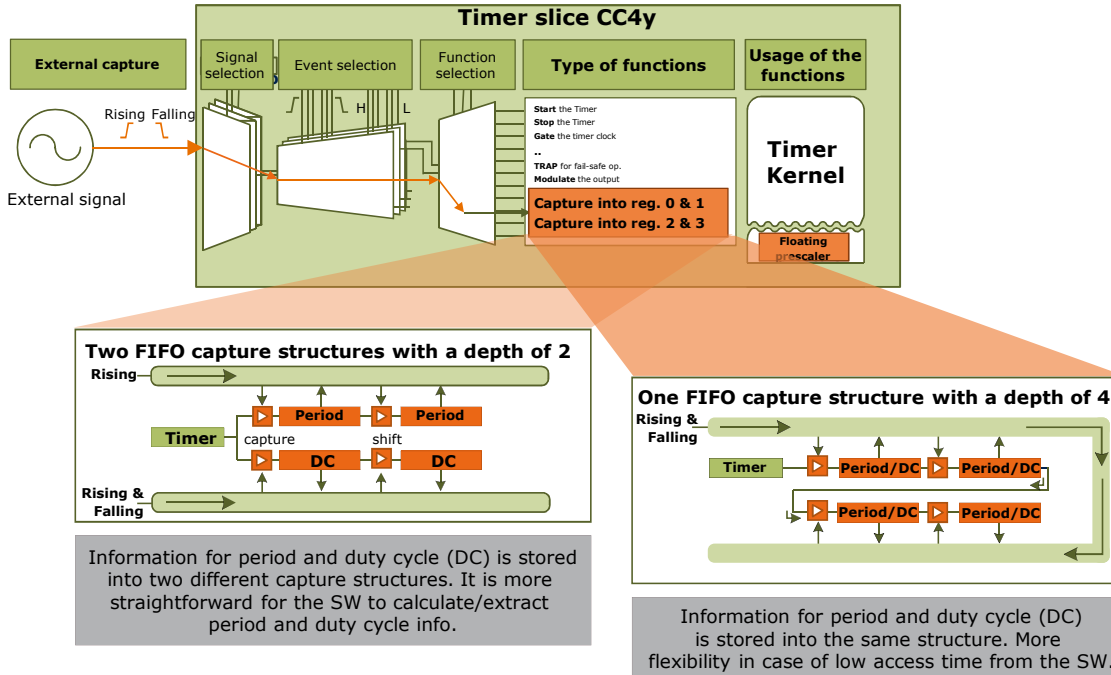 Timer slice CC4y
External capture
Signal
selection
Event selection
Function
selection
Type of functions
Usage of the
functions
Rising Falling
H
L
External signal
Start the Timer
Stop the Timer
Gate the timer clock
..
TRAP for fail-safe op.
Modulate the output
Capture into reg. 0 & 1
Capture into reg. 2 & 3
Timer
Kernel
Floating
prescaler
Two FIFO capture structures with a depth of 2
Rising
Period
Period
Timer
capture
shift
DC
DC
Rising &
Falling
Information for period and duty cycle (DC) is stored
into two different capture structures. It is more
straightforward for the SW to calculate/extract
period and duty cycle info.
One FIFO capture structure with a depth of 4
Rising &
Falling
Timer
Period/DC
Period/DC
Period/DC
Period/DC
Information for period and duty cycle (DC)
is stored into the same structure. More
flexibility in case of low access time from the SW.